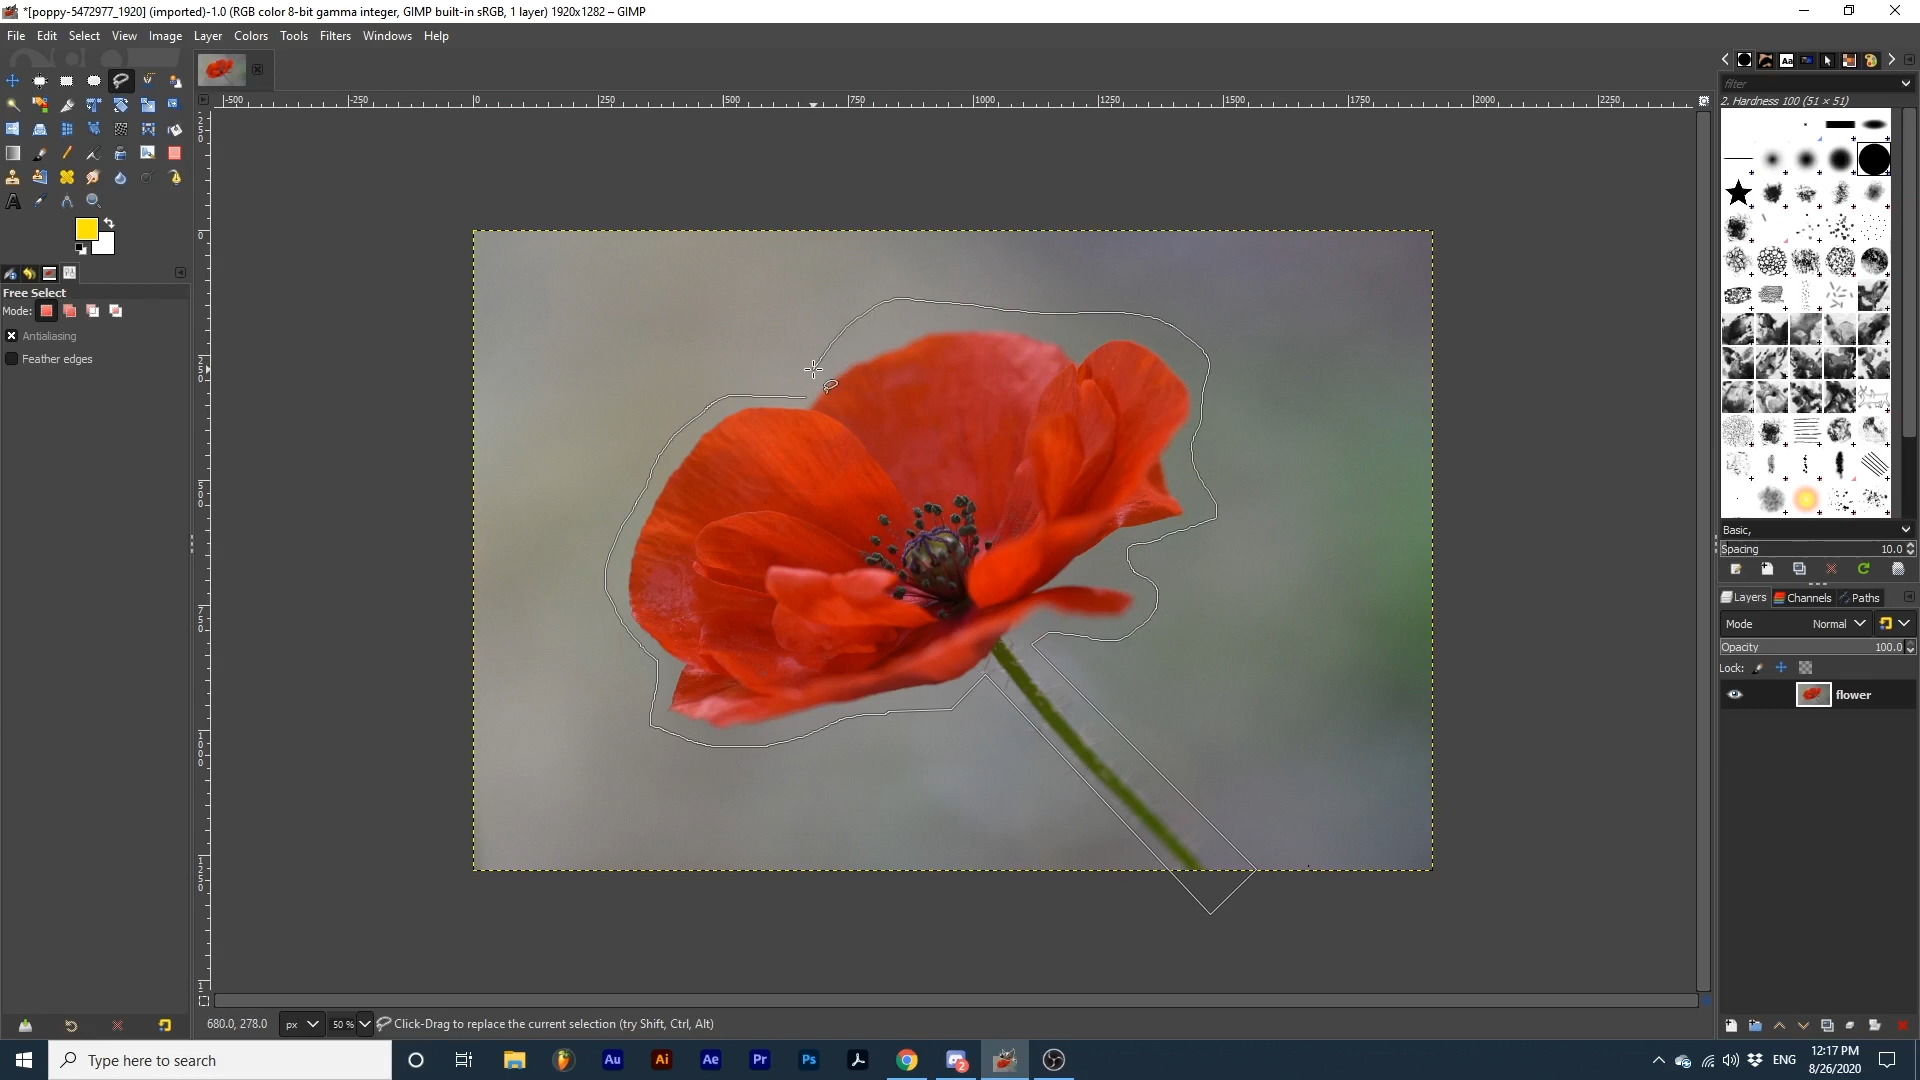 *[poppy-5472977_1920] (imported)-1.0 (RGB color 8-bit gamma integer, GIMP built-in sRGB, 1 layer) 1920x1282 – GIMP
File Edit Select View Image Layer Colors Tools Filters Windows Help
filter
-500 -250 0 250 500 750 1000 1250 1500 1750 2000 2250
2. Hardness 100 (51 × 51)
Free Select
Mode:
Antialiasing
Feather edges
Basic,
Spacing 10.0
Layers Channels Paths
Mode Normal
Opacity 100.0
Lock:
flower
680.0, 278.0 px 50 % Click-Drag to replace the current selection (try Shift, Ctrl, Alt)
Type here to search
Au Ai Ae Pr Ps
2
ENG
12:17 PM
8/26/2020